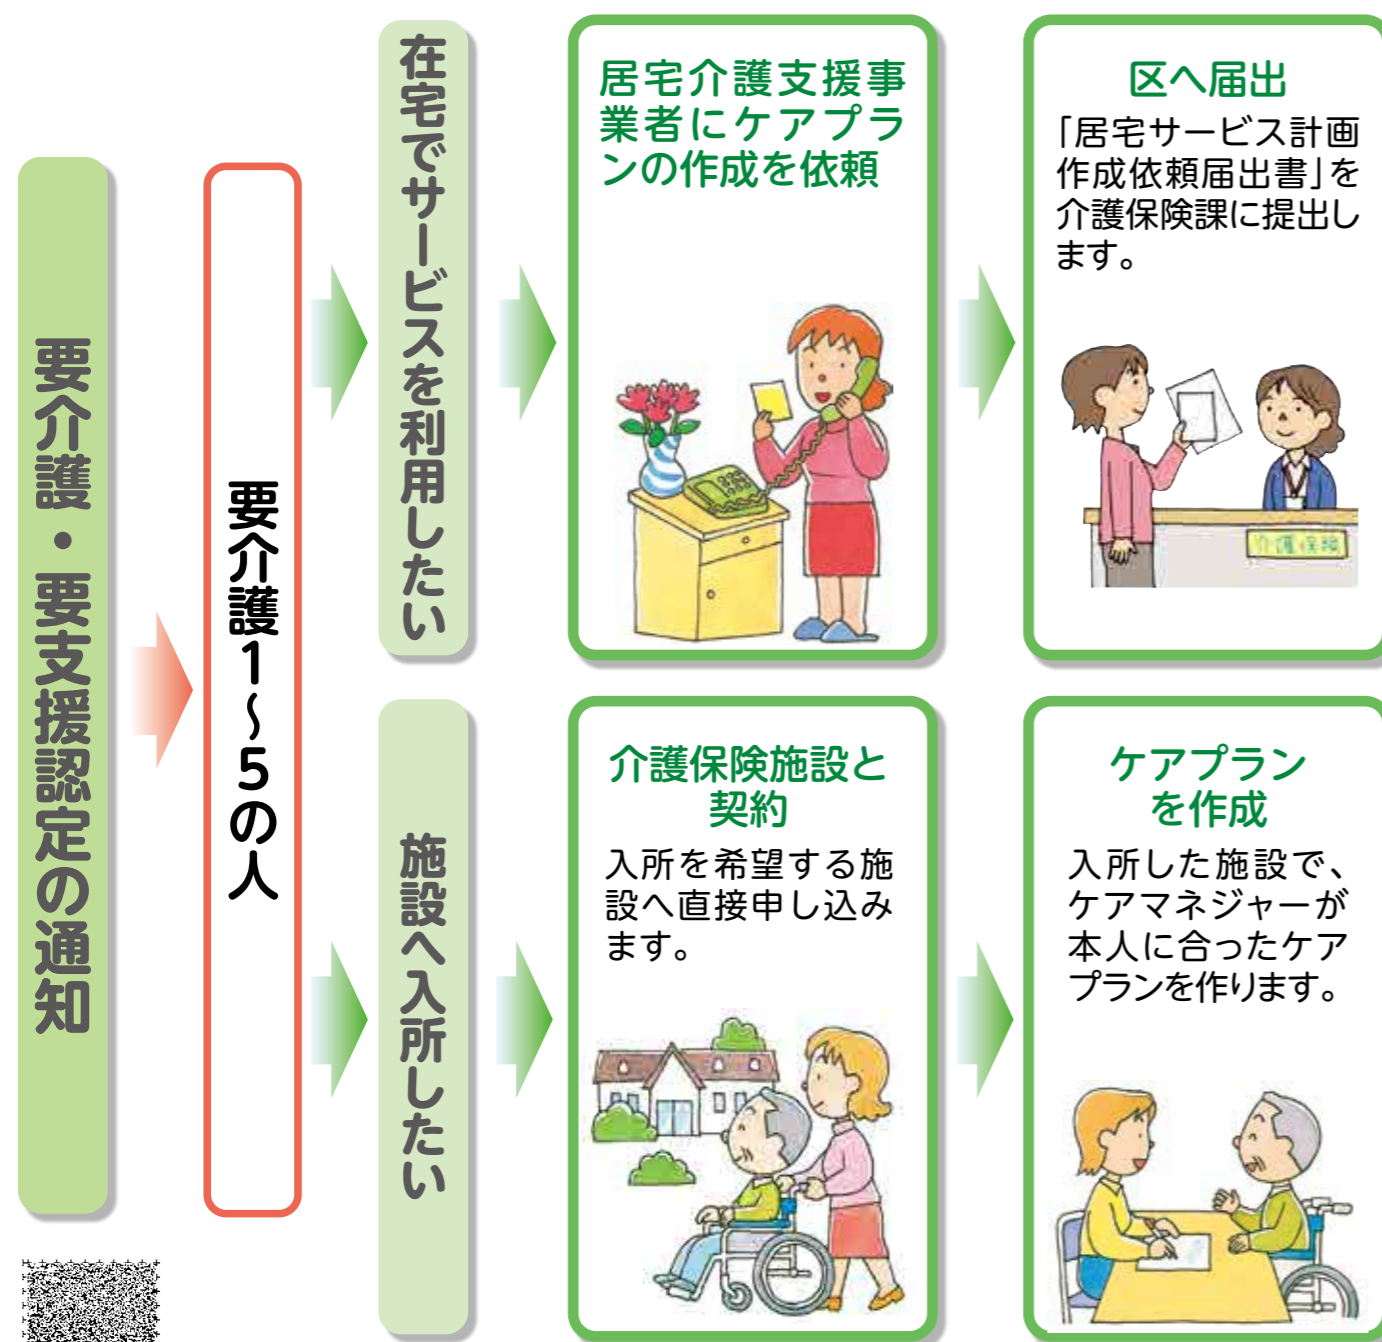 要介護・要支援認定の通知
要介護1～5の人
在宅でサービスを利用したい
居宅介護支援事
業者にケアプラ
ンの作成を依頼
区へ届出
「居宅サービス計画
作成依頼届出書」を
介護保険課に提出し
ます。
介護保険
施設へ入所したい
介護保険施設と
契約
入所を希望する施
設へ直接申し込み
ます。
ケアプラン
を作成
入所した施設で、
ケアマネジャーが
本人に合ったケア
プランを作ります。